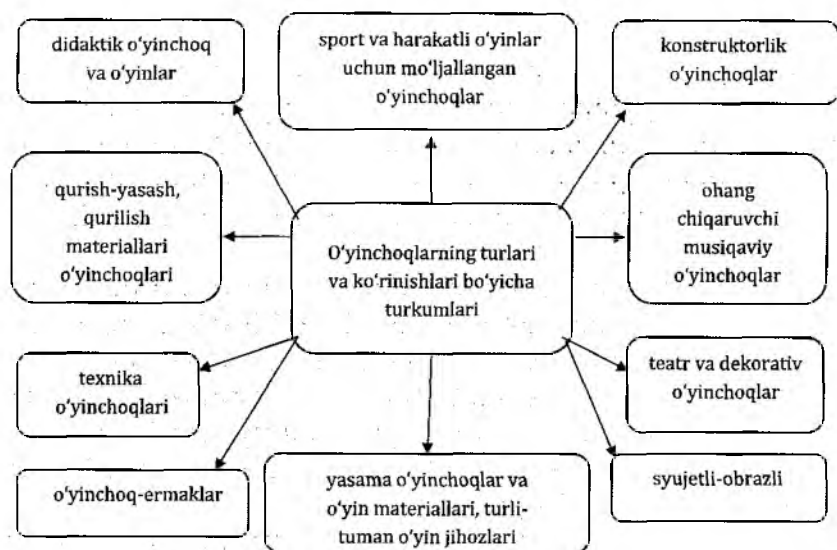 didaktik o‘yinchoq
va o‘yinlar
sport va harakatli o‘yinlar
uchun mo‘ljallangan
o‘yinchoqlar
konstruktorlik
o‘yinchoqlar
qurish-yasash,
qurilish
materiallari
o‘yinchoqlari
O‘yinchoqlarning turlari
va ko‘rinishlari bo‘yicha
turkumlari
ohang
chiqaruvchi
musiqaviy
o‘yinchoqlar
texnika
o‘yinchoqlari
teatr va dekorativ
o‘yinchoqlar
o‘yinchoq-ermaklar
yasama o‘yinchoqlar va
o‘yin materiallari, turli-
tuman o‘yin jihozlari
syujetli-obrazli